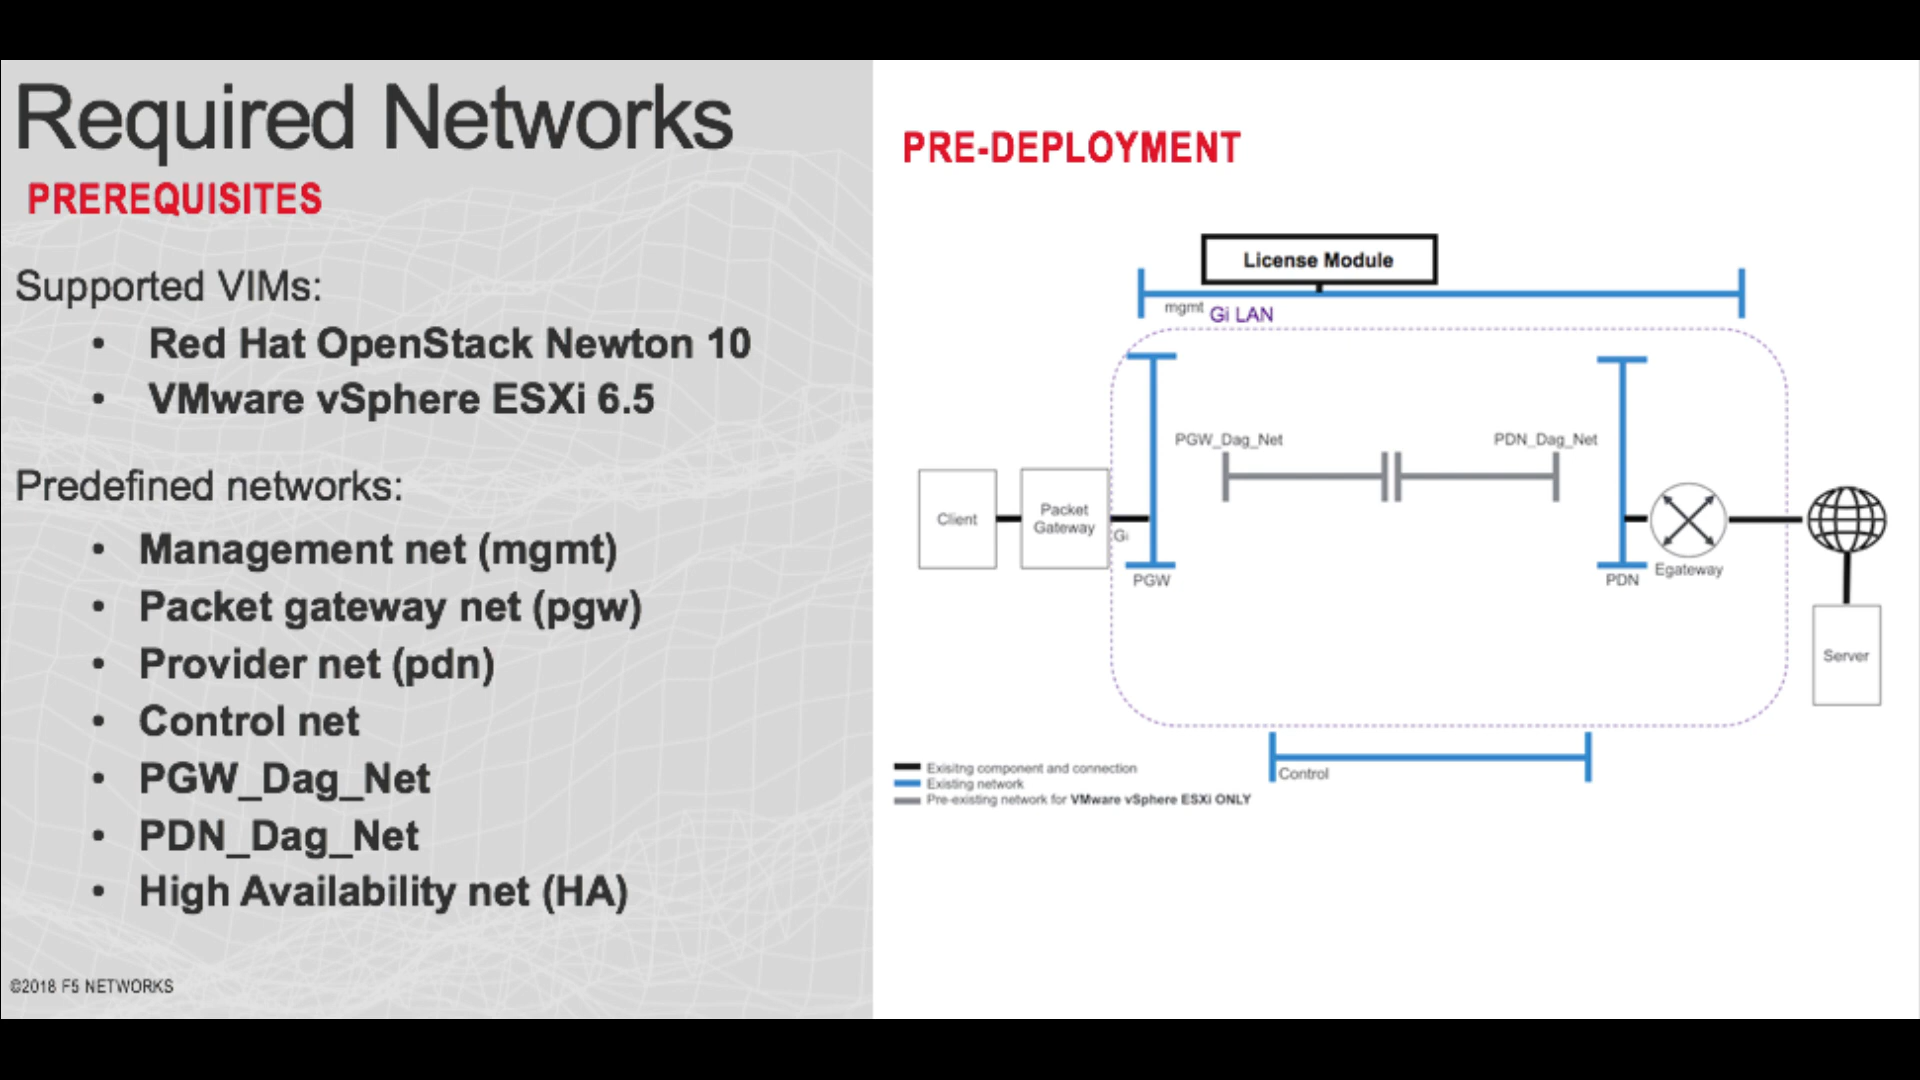 Required Networks
PREREQUISITES
Supported VIMs:
• Red Hat OpenStack Newton 10
• VMware vSphere ESXi 6.5
Predefined networks:
• Management net (mgmt)
• Packet gateway net (pgw)
• Provider net (pdn)
• Control net
• PGW_Dag_Net
• PDN_Dag_Net
• High Availability net (HA)
©2018 F5 NETWORKS
PRE-DEPLOYMENT
License Module
mgmt
Gi LAN
PGW_Dag_Net
PDN_Dag_Net
Client
Packet
Gateway
Gi
PGW
PDN
Egateway
Server
Control
Exisitng component and connection
Existing network
Pre-existing network for VMware vSphere ESXi ONLY